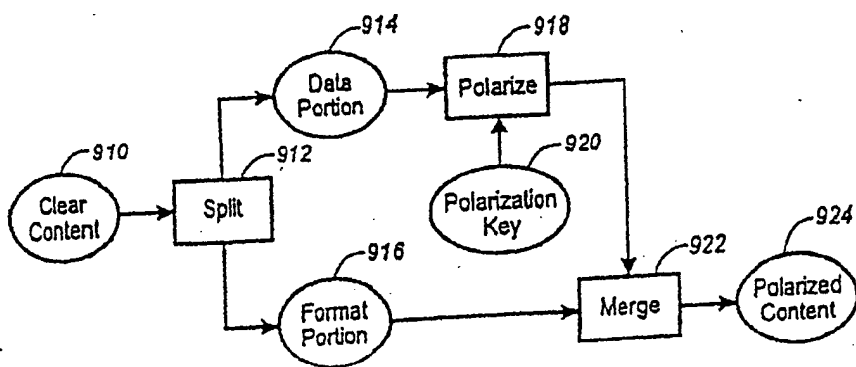 914
Data
Portion
918
Polarize
910
Clear
Content
912
Split
920
Polarization
Key
916
Format
Portion
922
Merge
924
Polarized
Content